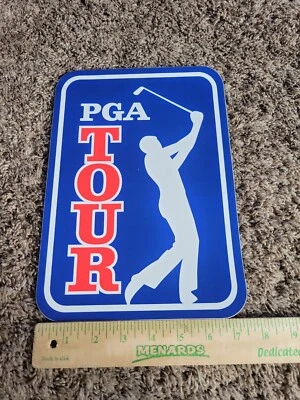 PGA
TOUR
MENARDS
Dedicated